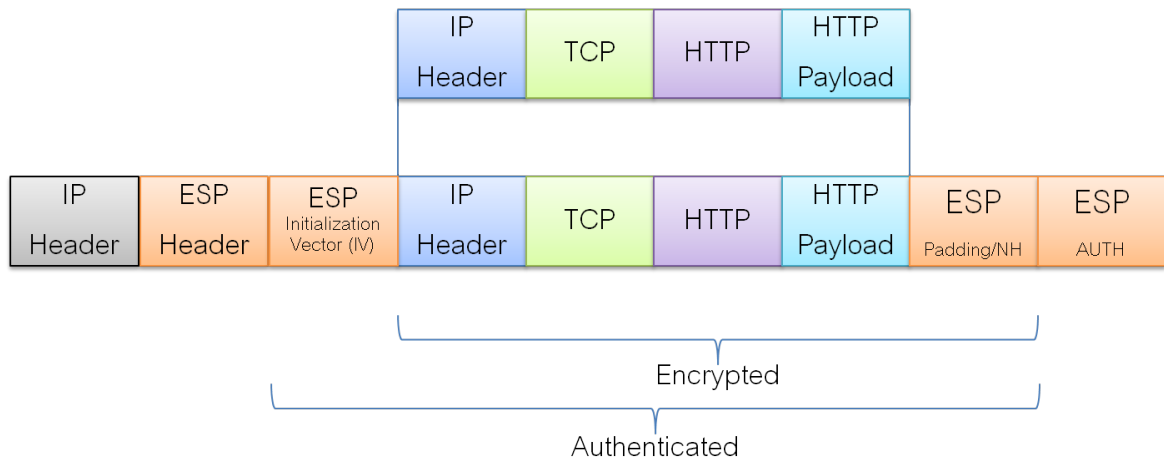 IP
Header
TCP
HTTP
HTTP
Payload
IP
Header
ESP
Header
ESP
Initialization
Vector (IV)
IP
Header
TCP
HTTP
HTTP
Payload
ESP
Padding/NH
ESP
AUTH
Encrypted
Authenticated